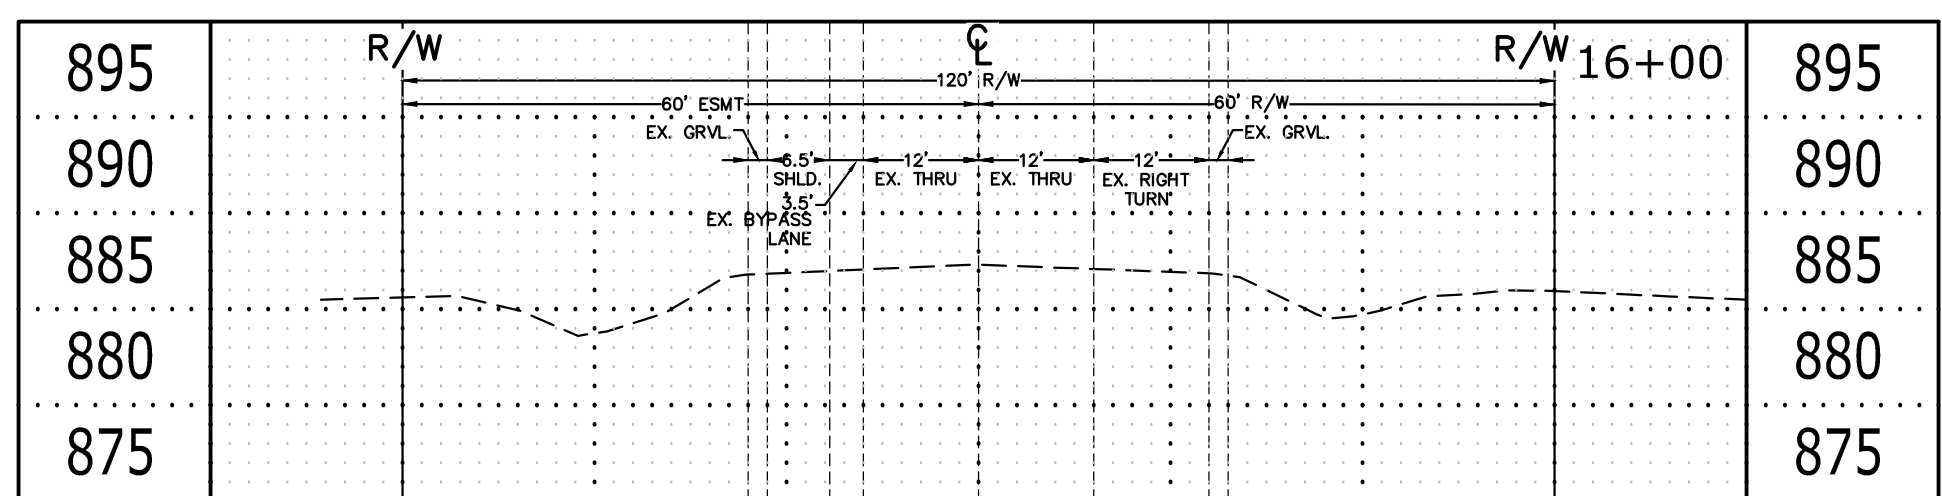 895
R/W
℄
R/W
16+00
895
120' R/W
60' ESMT
60' R/W
EX. GRVL.
EX. GRVL.
890
6.5'
12'
12'
12'
890
SHLD.
EX. THRU
EX. THRU
EX. RIGHT
TURN
3.5'
EX. BYPASS
LANE
885
885
880
880
875
875